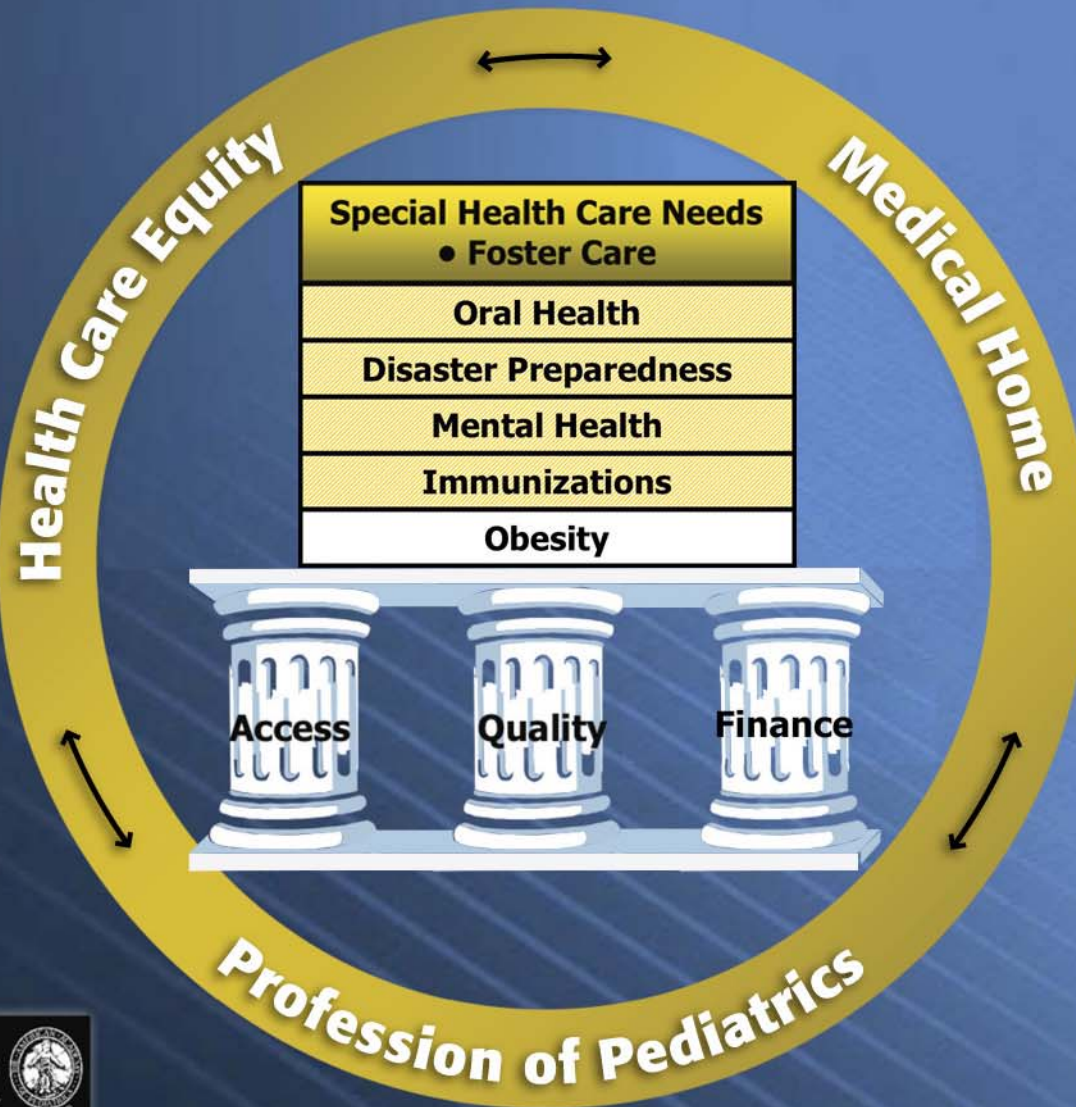 Health Care Equity
Medical Home
Special Health Care Needs
• Foster Care
Oral Health
Disaster Preparedness
Mental Health
Immunizations
Obesity
Access
Quality
Finance
Profession of Pediatrics